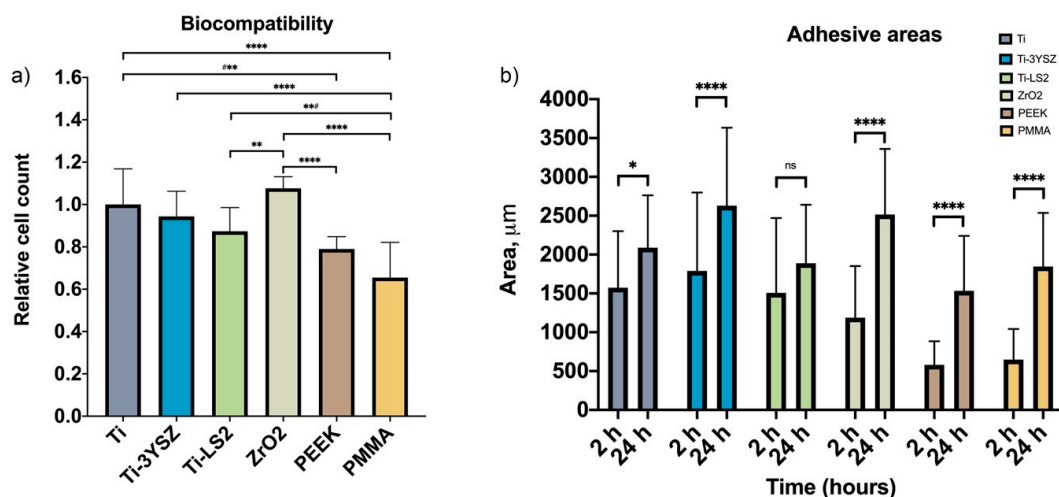 Biocompatibility
a)
****
#**
****
**#
****
**
****
Relative cell count
1.6
1.4
1.2
1.0
0.8
0.6
0.4
0.2
0.0
Ti
Ti-3YSZ
Ti-LS2
ZrO2
PEEK
PMMA
Adhesive areas
b)
Ti
Ti-3YSZ
Ti-LS2
ZrO2
PEEK
PMMA
*
****
ns
****
****
****
Area, μm
4000
3500
3000
2500
2000
1500
1000
500
0
2 h
24 h
2 h
24 h
2 h
24 h
2 h
24 h
2 h
24 h
2 h
24 h
Time (hours)